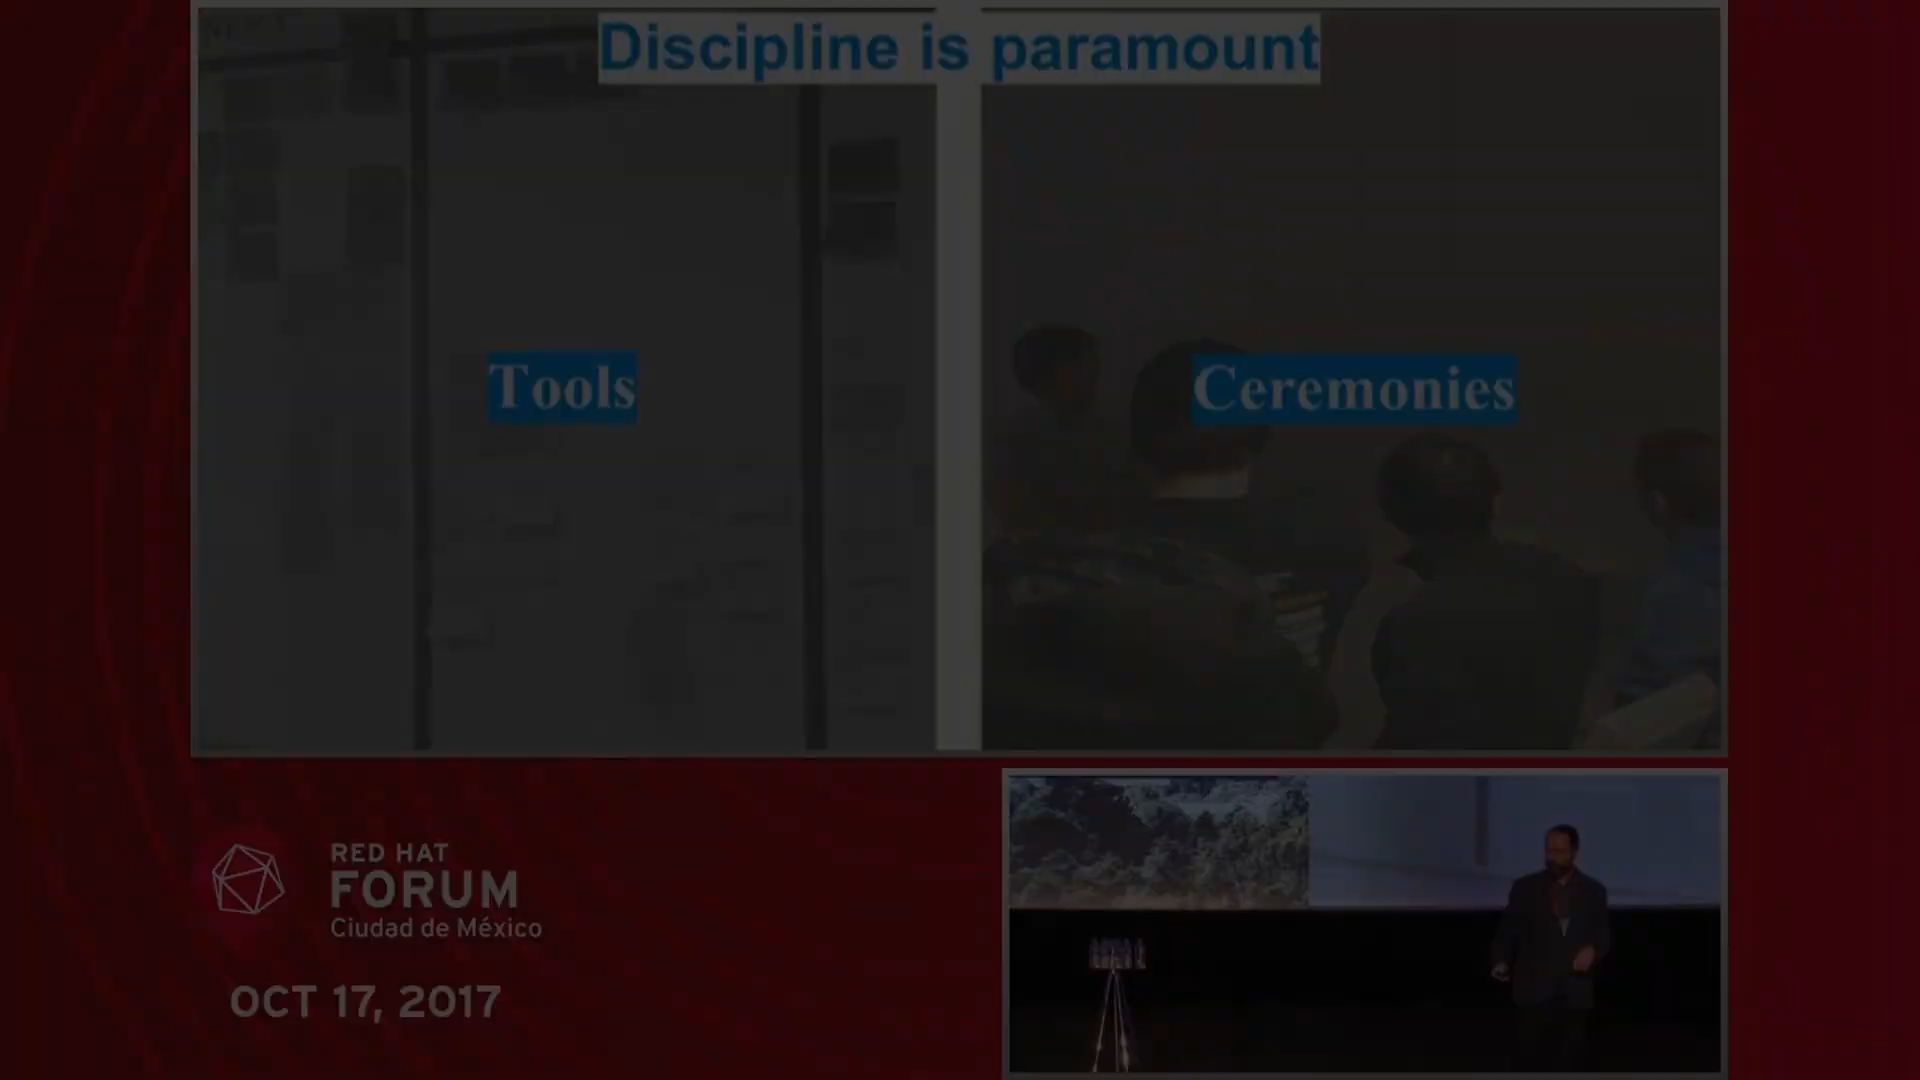 Discipline is paramount
Tools
Ceremonies
RED HAT
FORUM
Ciudad de México
OCT 17, 2017